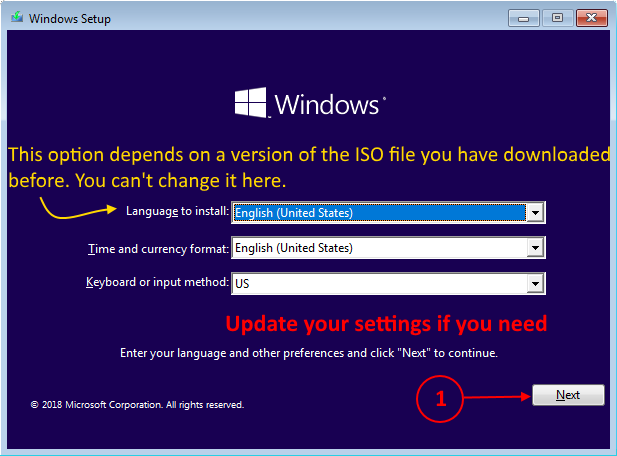 Windows Setup
Windows
This option depends on a version of the ISO file you have downloaded
before. You can't change it here.
Language to install: English (United States)
Time and currency format: English (United States)
Keyboard or input method: US
Update your settings if you need
Enter your language and other preferences and click "Next" to continue.
1 Next
© 2018 Microsoft Corporation. All rights reserved.